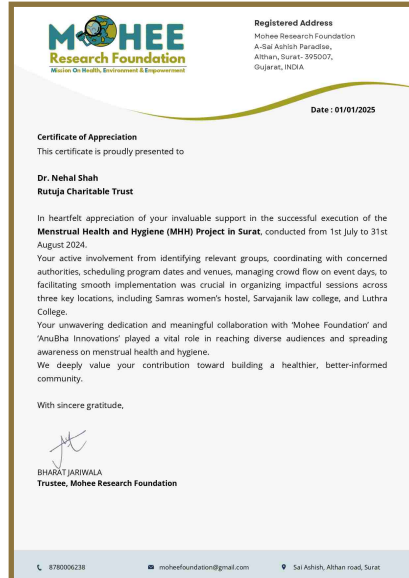 MOHEE
Research Foundation
Mission On Health, Environment & Empowerment
Registered Address
Mohee Research Foundation
A-Sai Ashish Paradise,
Althan, Surat- 395007,
Gujarat, INDIA
Date : 01/01/2025
Certificate of Appreciation
This certificate is proudly presented to
Dr. Nehal Shah
Rutuja Charitable Trust
In heartfelt appreciation of your invaluable support in the successful execution of the
Menstrual Health and Hygiene (MHH) Project in Surat, conducted from 1st July to 31st
August 2024.
Your active involvement from identifying relevant groups, coordinating with concerned
authorities, scheduling program dates and venues, managing crowd flow on event days, to
facilitating smooth implementation was crucial in organizing impactful sessions across
three key locations, including Samras women's hostel, Sarvajanik law college, and Luthra
College.
Your unwavering dedication and meaningful collaboration with 'Mohee Foundation' and
'AnuBha Innovations' played a vital role in reaching diverse audiences and spreading
awareness on menstrual health and hygiene.
We deeply value your contribution toward building a healthier, better-informed
community.
With sincere gratitude,
BHARAT JARIWALA
Trustee, Mohee Research Foundation
8780006238
moheefoundation@gmail.com
Sai Ashish, Althan road, Surat